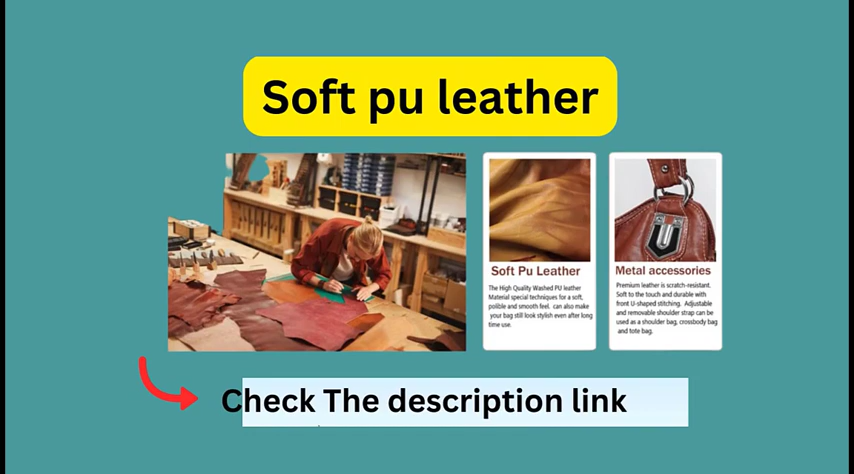 Soft pu leather
Soft Pu Leather
The High Quality Washed PU leather
Material special techniques for a soft,
polible and smooth feel. can also make
your bag still look stylish even after long
time use.
Metal accessories
Premium leather is scratch-resistant.
Soft to the touch and durable with
front U-shaped stitching. Adjustable
and removable shoulder strap can be
used as a shoulder bag, crossbody bag
and tote bag.
Check The description link